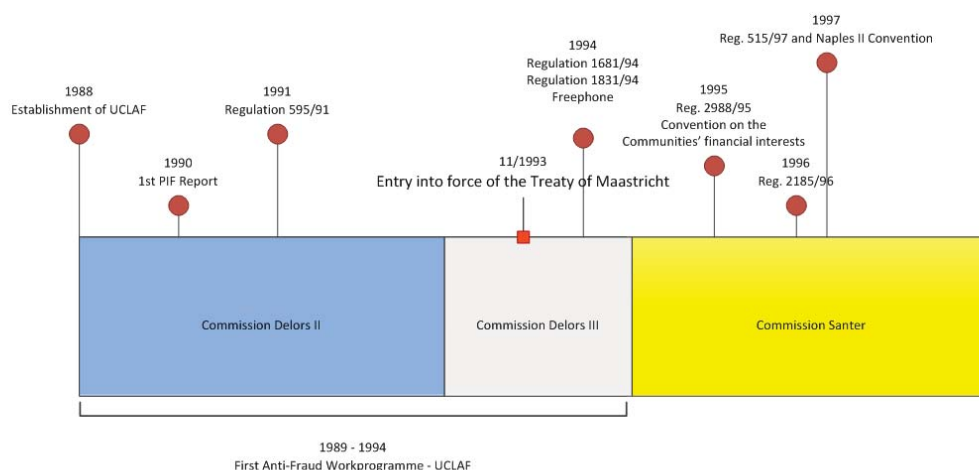 1997
Reg. 515/97 and Naples II Convention
1994
Regulation 1681/94
Regulation 1831/94
Freephone
1988
Establishment of UCLAF
1991
Regulation 595/91
1995
Reg. 2988/95
Convention on the
Communities' financial interests
1990
1st PIF Report
11/1993
Entry into force of the Treaty of Maastricht
1996
Reg. 2185/96
Commission Delors II
Commission Delors III
Commission Santer
1989 - 1994
First Anti-Fraud Workprogramme - UCLAF